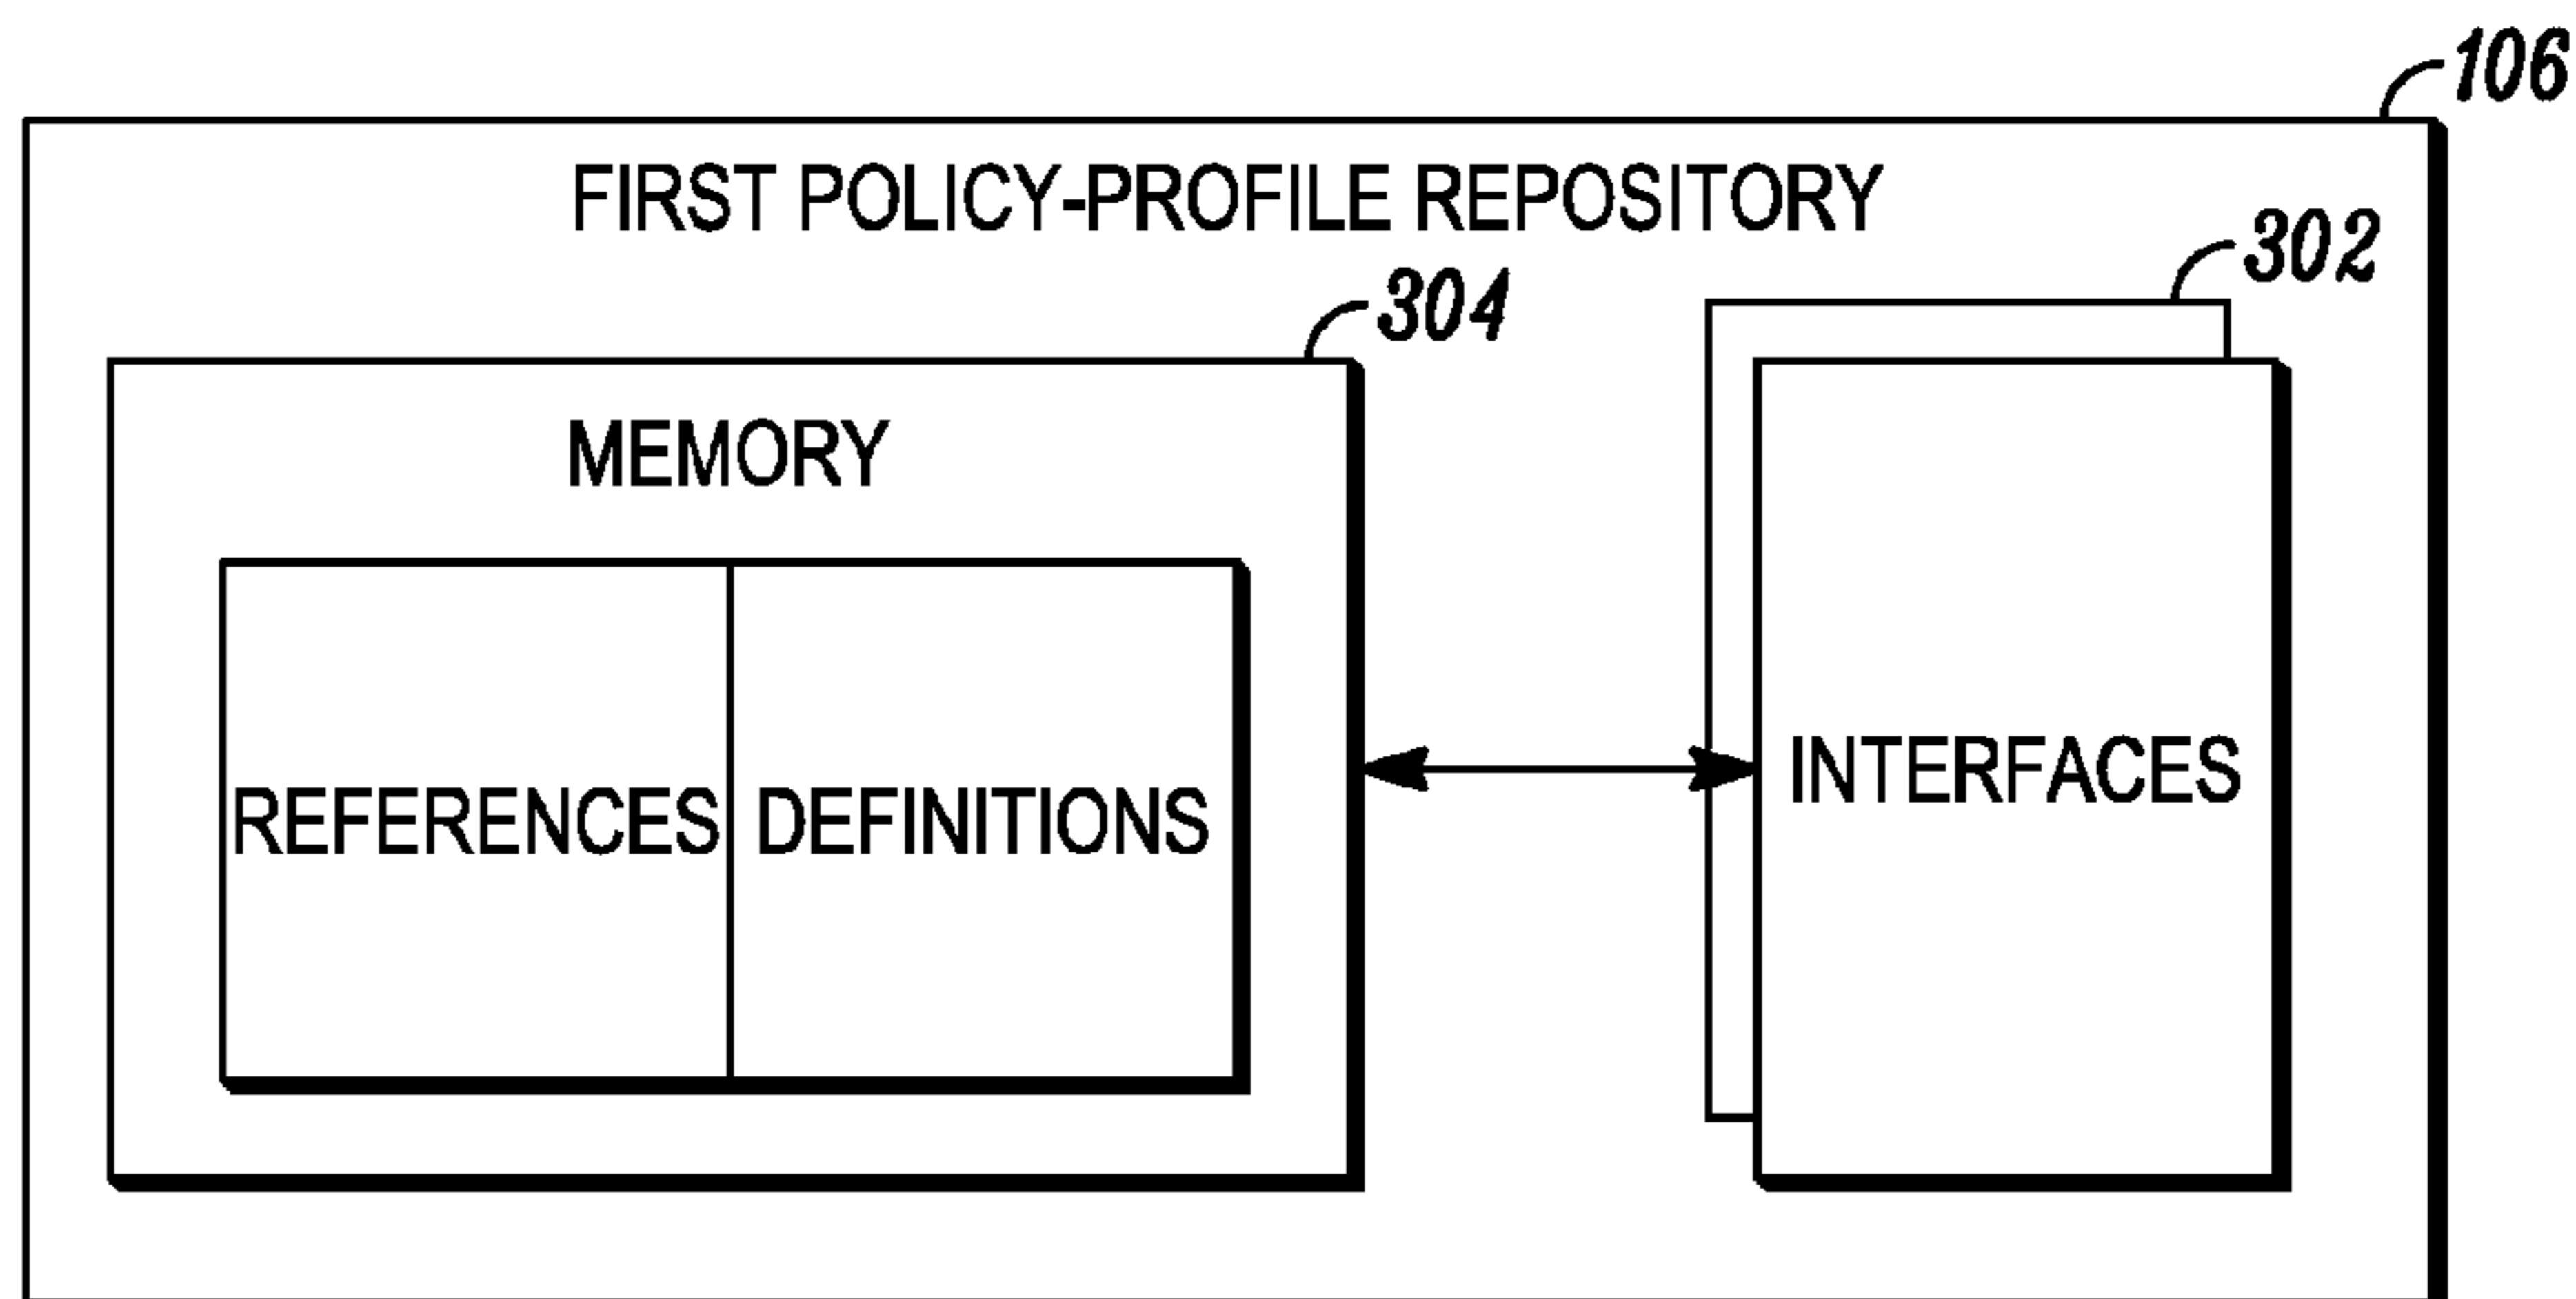 106
FIRST POLICY-PROFILE REPOSITORY
302
304
MEMORY
INTERFACES
REFERENCES
DEFINITIONS